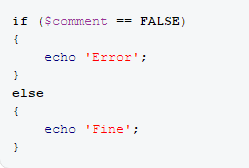 if ($comment == FALSE)
{
    echo 'Error';
}
else
{
    echo 'Fine';
}